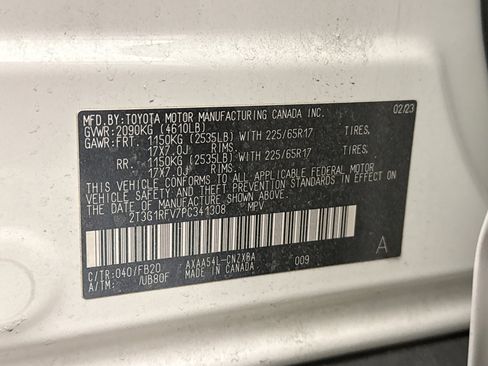 MFD.BY:TOYOTA MOTOR MANUFACTURING CANADA INC. 02/23
GVWR:2090KG (4610LB)
GAWR:FRT. 1150KG (2535LB) WITH 225/65R17 TIRES,
17X7.0J RIMS.
RR. 1150KG (2535LB) WITH 225/65R17 TIRES,
17X7.0J RIMS.
THIS VEHICLE CONFORMS TO ALL APPLICABLE FEDERAL MOTOR
VEHICLE SAFETY, AND THEFT PREVENTION STANDARDS IN
EFFECT ON THE DATE OF MANUFACTURE SHOWN ABOVE.
2T3G1RFV7PC341308 MPV
A
C/TR:040/FB20 AXAA54L-CNZXBA 009
A/TM: /UB80F MADE IN CANADA